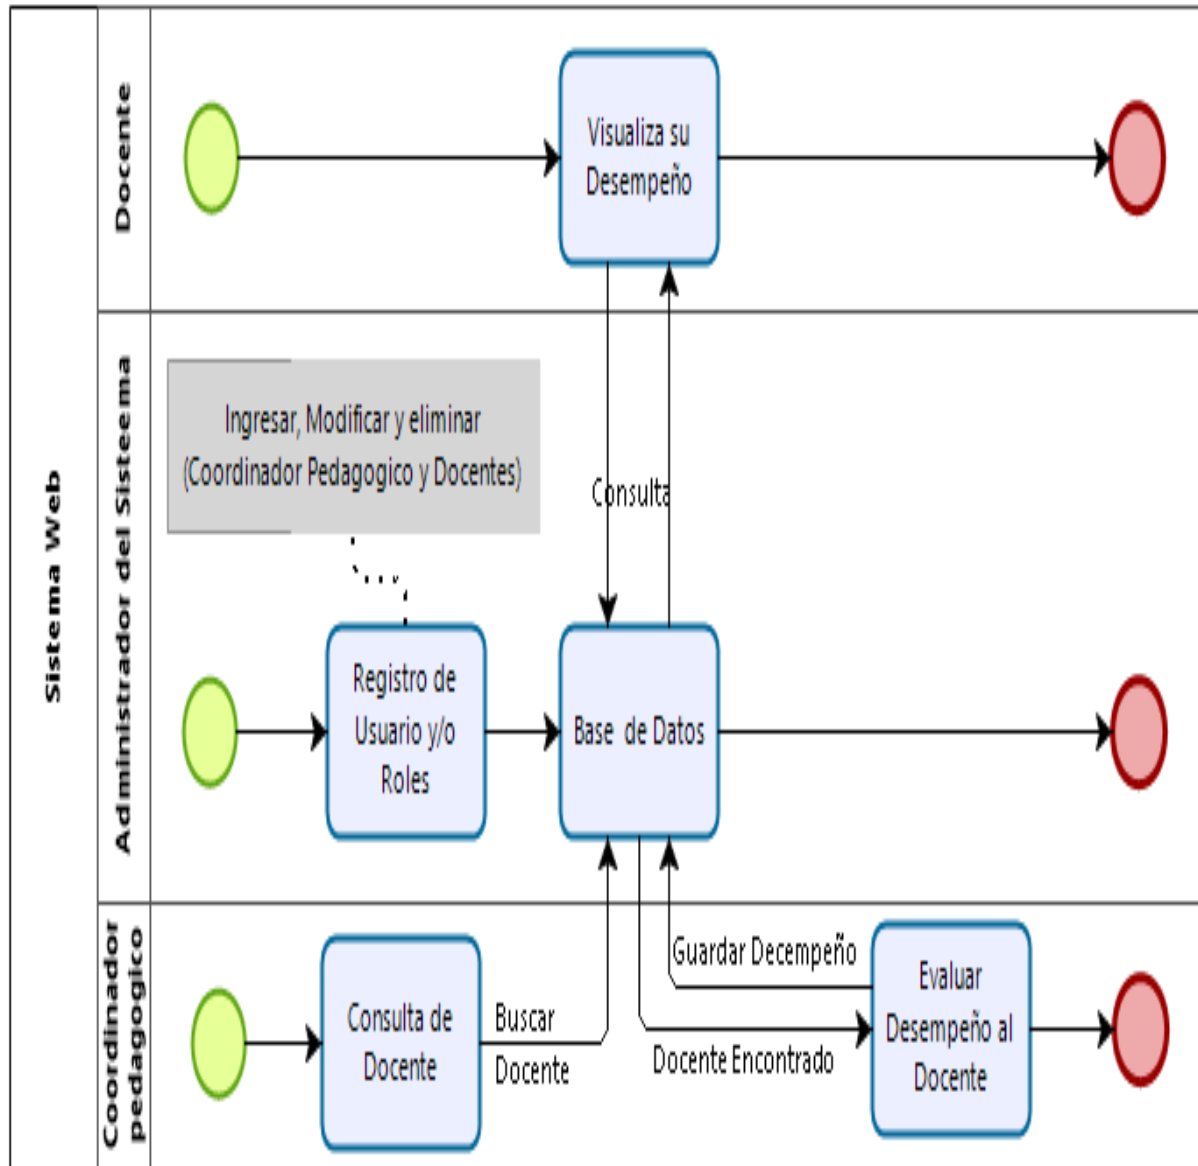 Sistema Web
Docente
Visualiza su
Desempeño
Administrador del Sisteema
Ingresar, Modificar y eliminar
(Coordinador Pedagogico y Docentes)
Consulta
Registro de
Usuario y/o
Roles
Base de Datos
Coordinador
pedagogico
Consulta de
Docente
Buscar
Docente
Guardar Decempeño
Docente Encontrado
Evaluar
Desempeño al
Docente